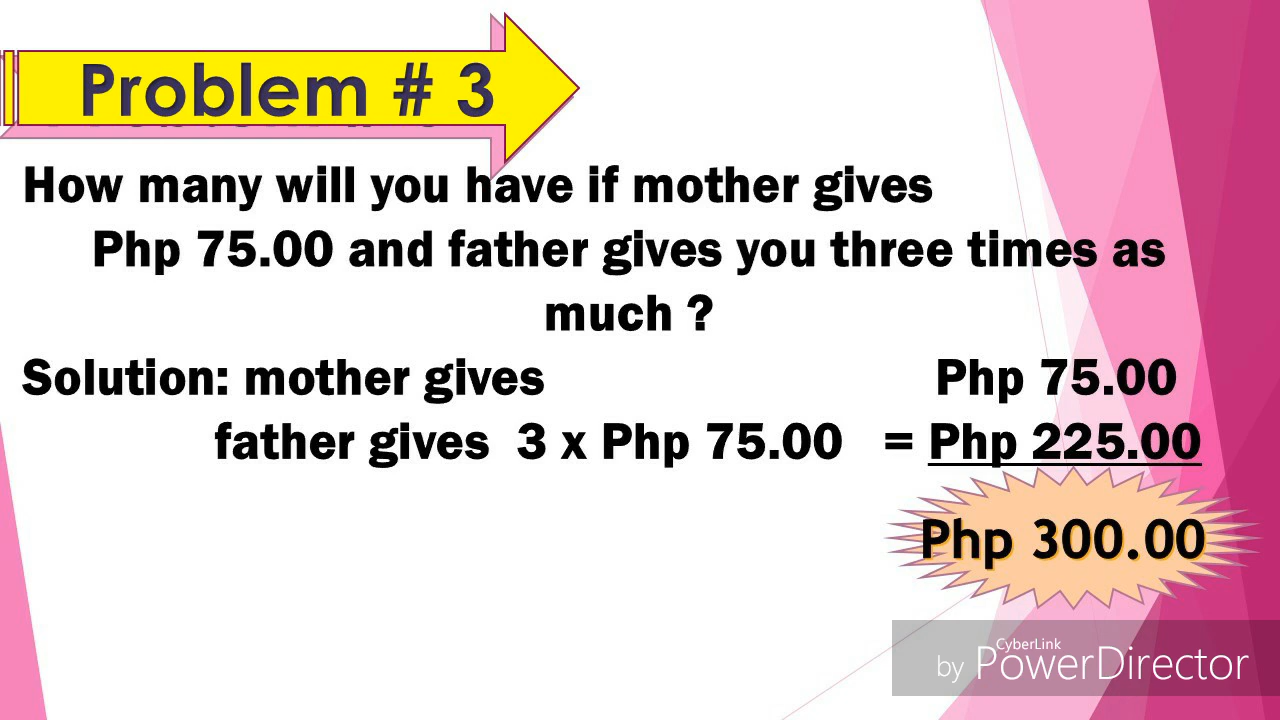 Problem # 3
How many will you have if mother gives
Php 75.00 and father gives you three times as
much ?
Solution: mother gives Php 75.00
father gives 3 x Php 75.00 = Php 225.00
Php 300.00
CyberLink
by PowerDirector